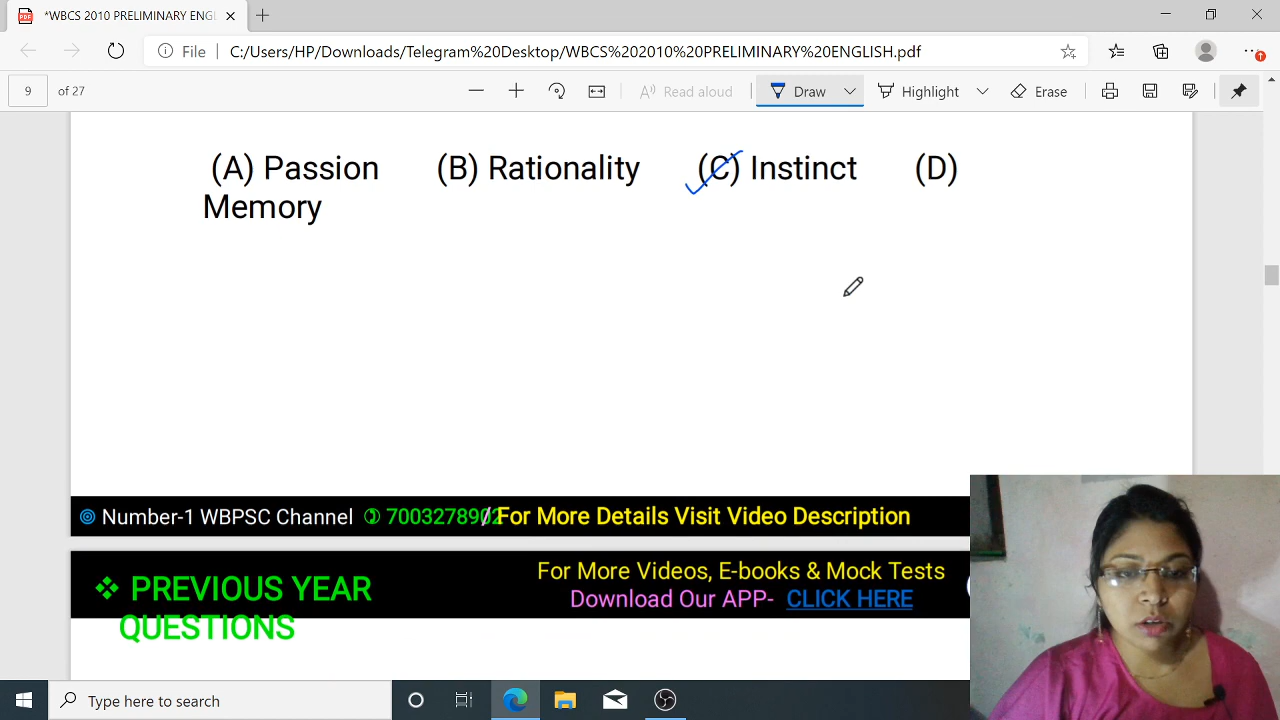 *WBCS 2010 PRELIMINARY ENGL
File C:/Users/HP/Downloads/Telegram%20Desktop/WBCS%202010%20PRELIMINARY%20ENGLISH.pdf
9 of 27 Read aloud Draw Highlight Erase
(A) Passion (B) Rationality (C) Instinct (D)
Memory
Number-1 WBPSC Channel 7003278902 / For More Details Visit Video Description
PREVIOUS YEAR
QUESTIONS
For More Videos, E-books & Mock Tests
Download Our APP- CLICK HERE
Type here to search